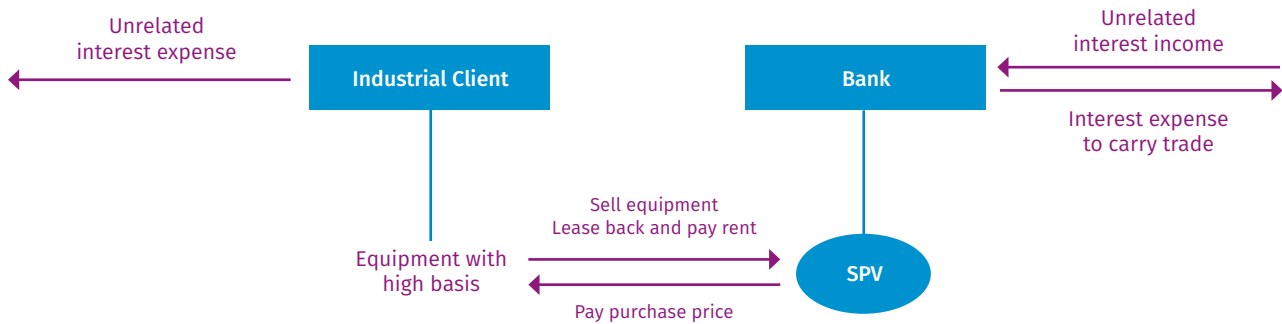 Unrelated
interest expense
Industrial Client
Bank
Unrelated
interest income
Interest expense
to carry trade
Sell equipment
Lease back and pay rent
Equipment with
high basis
SPV
Pay purchase price